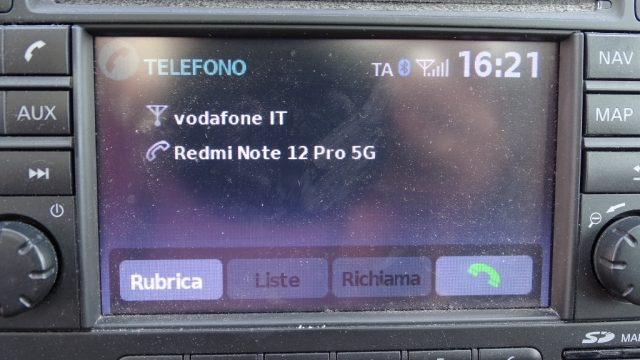 TELEFONO
TA 16:21
vodafone IT
Redmi Note 12 Pro 5G
Rubrica Liste Richiama
AUX
NAV
MAP
SD